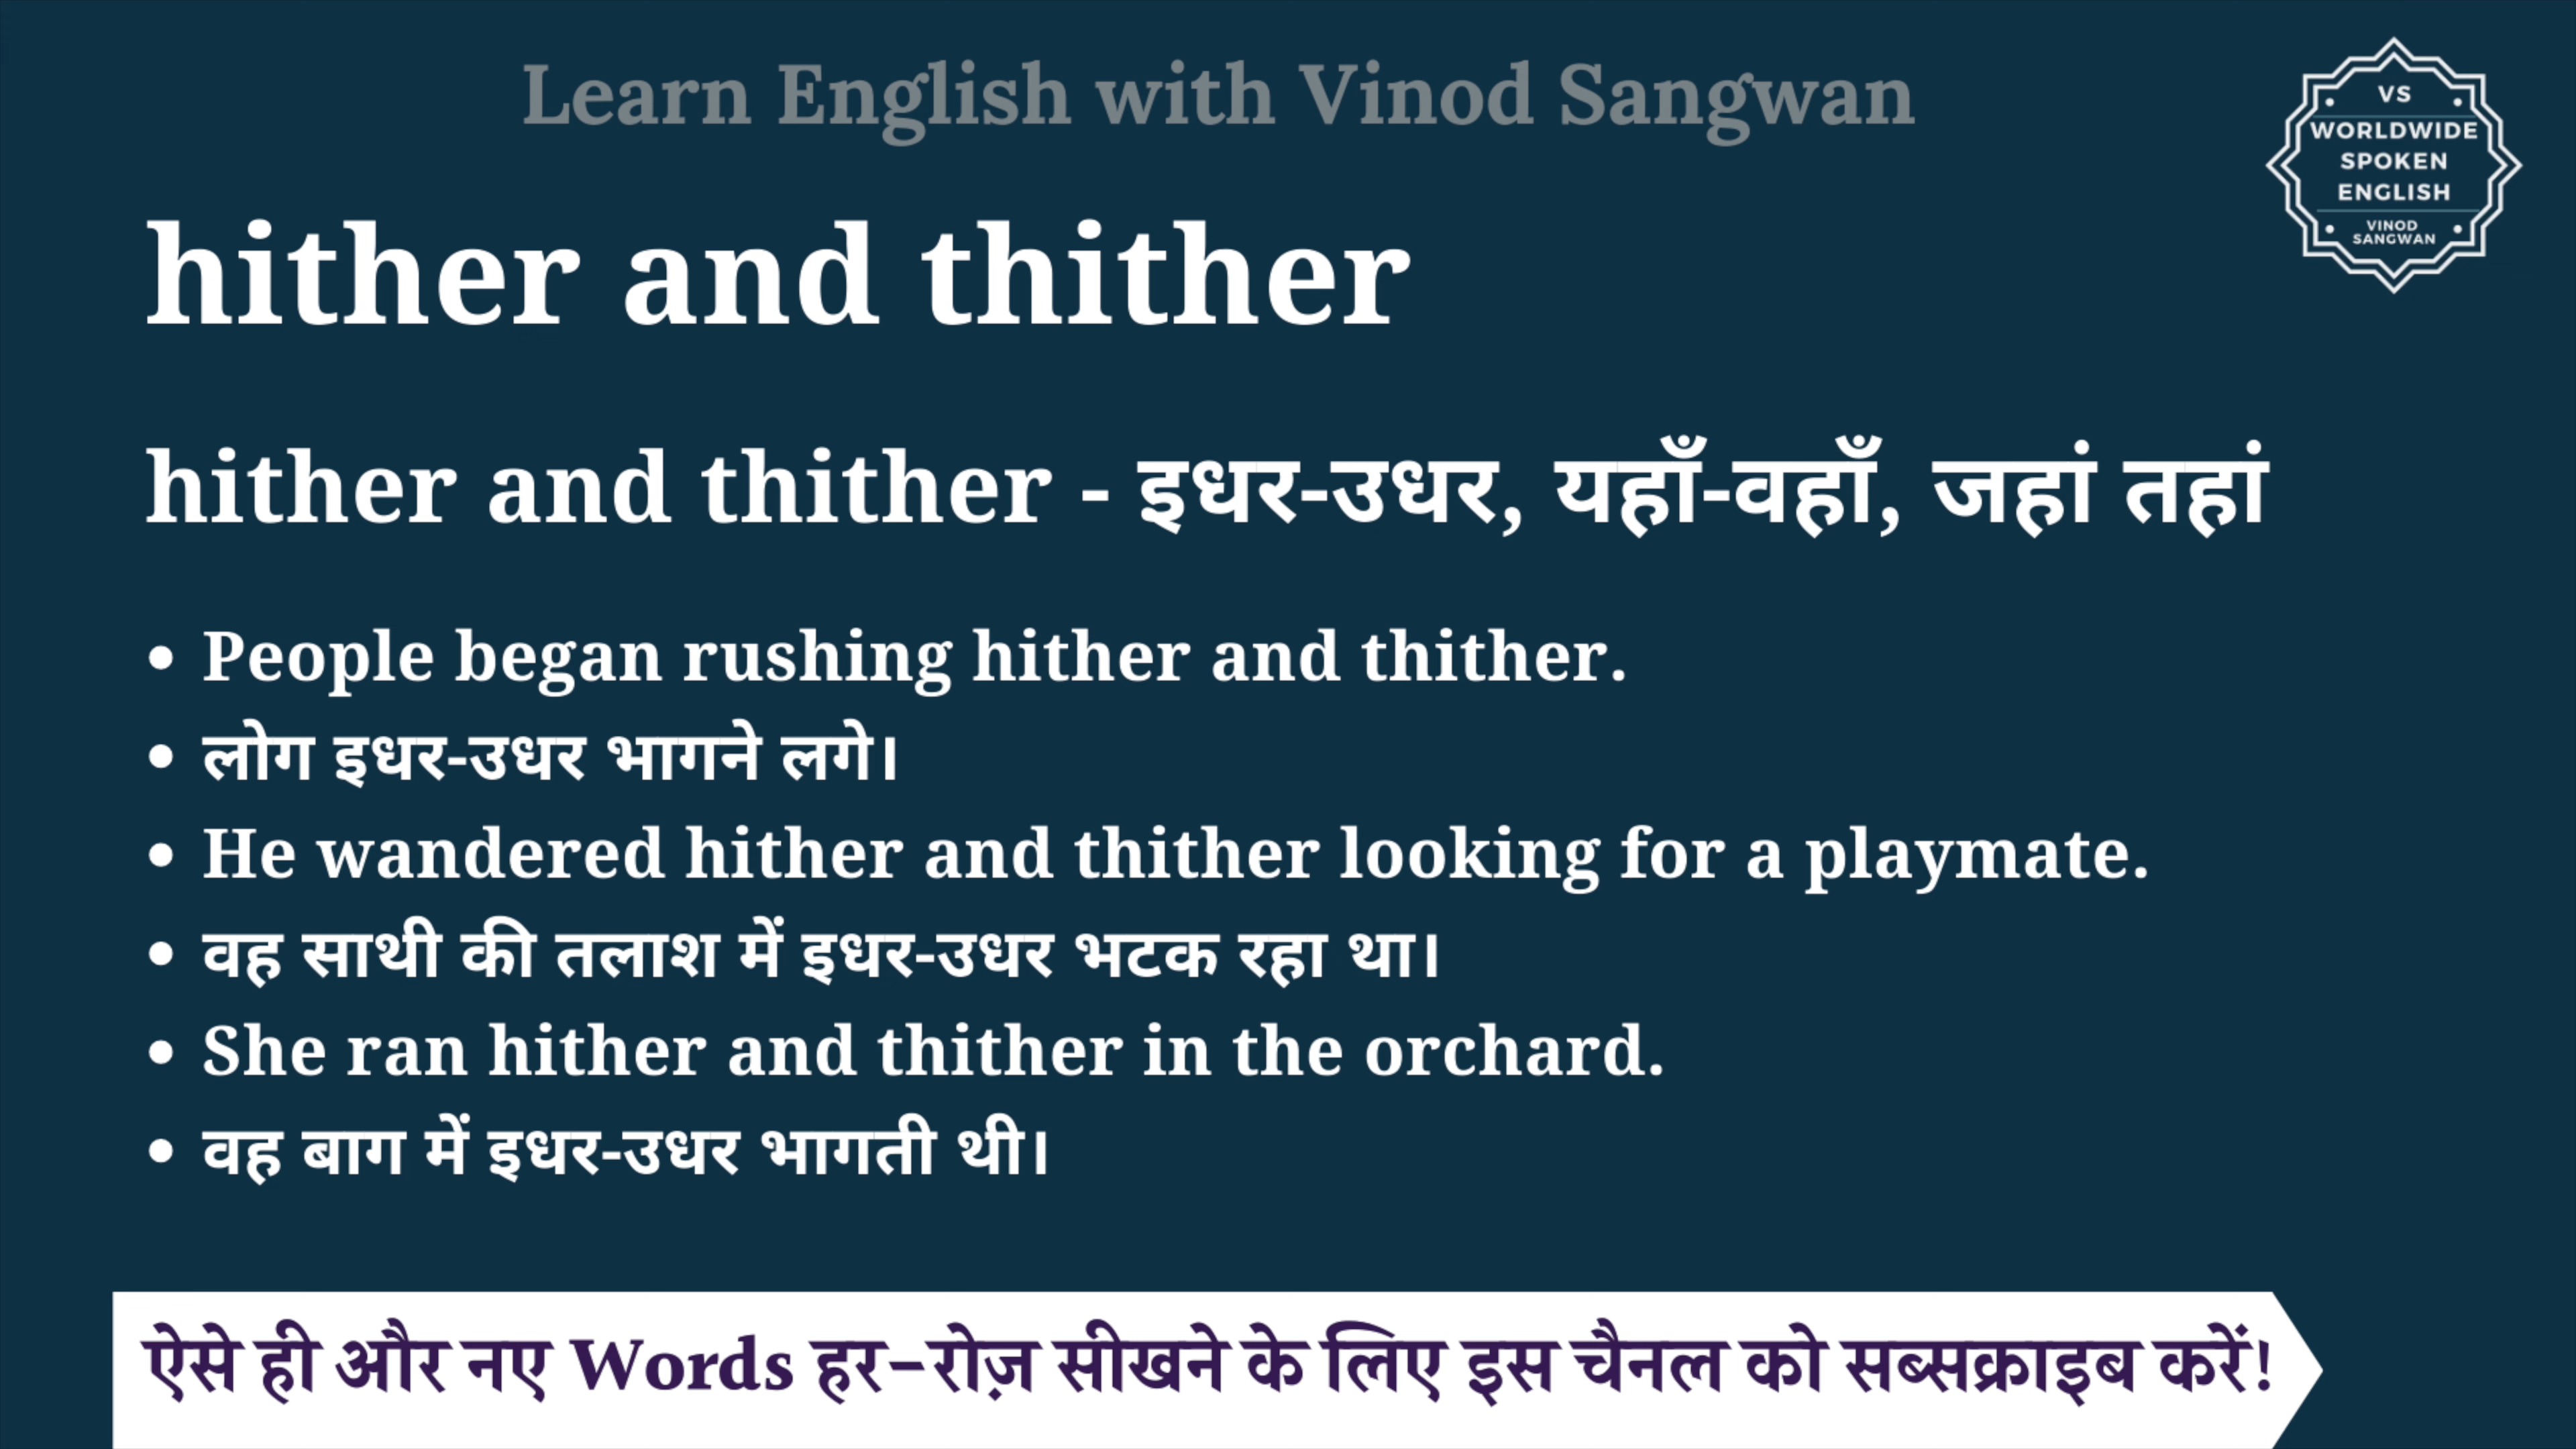 Learn English with Vinod Sangwan
VS
WORLDWIDE
SPOKEN
ENGLISH
VINOD
SANGWAN
hither and thither
hither and thither - इधर-उधर, यहाँ-वहाँ, जहां तहां
• People began rushing hither and thither.
• लोग इधर-उधर भागने लगे।
• He wandered hither and thither looking for a playmate.
• वह साथी की तलाश में इधर-उधर भटक रहा था।
• She ran hither and thither in the orchard.
• वह बाग में इधर-उधर भागती थी।
ऐसे ही और नए Words हर-रोज़ सीखने के लिए इस चैनल को सब्सक्राइब करें!